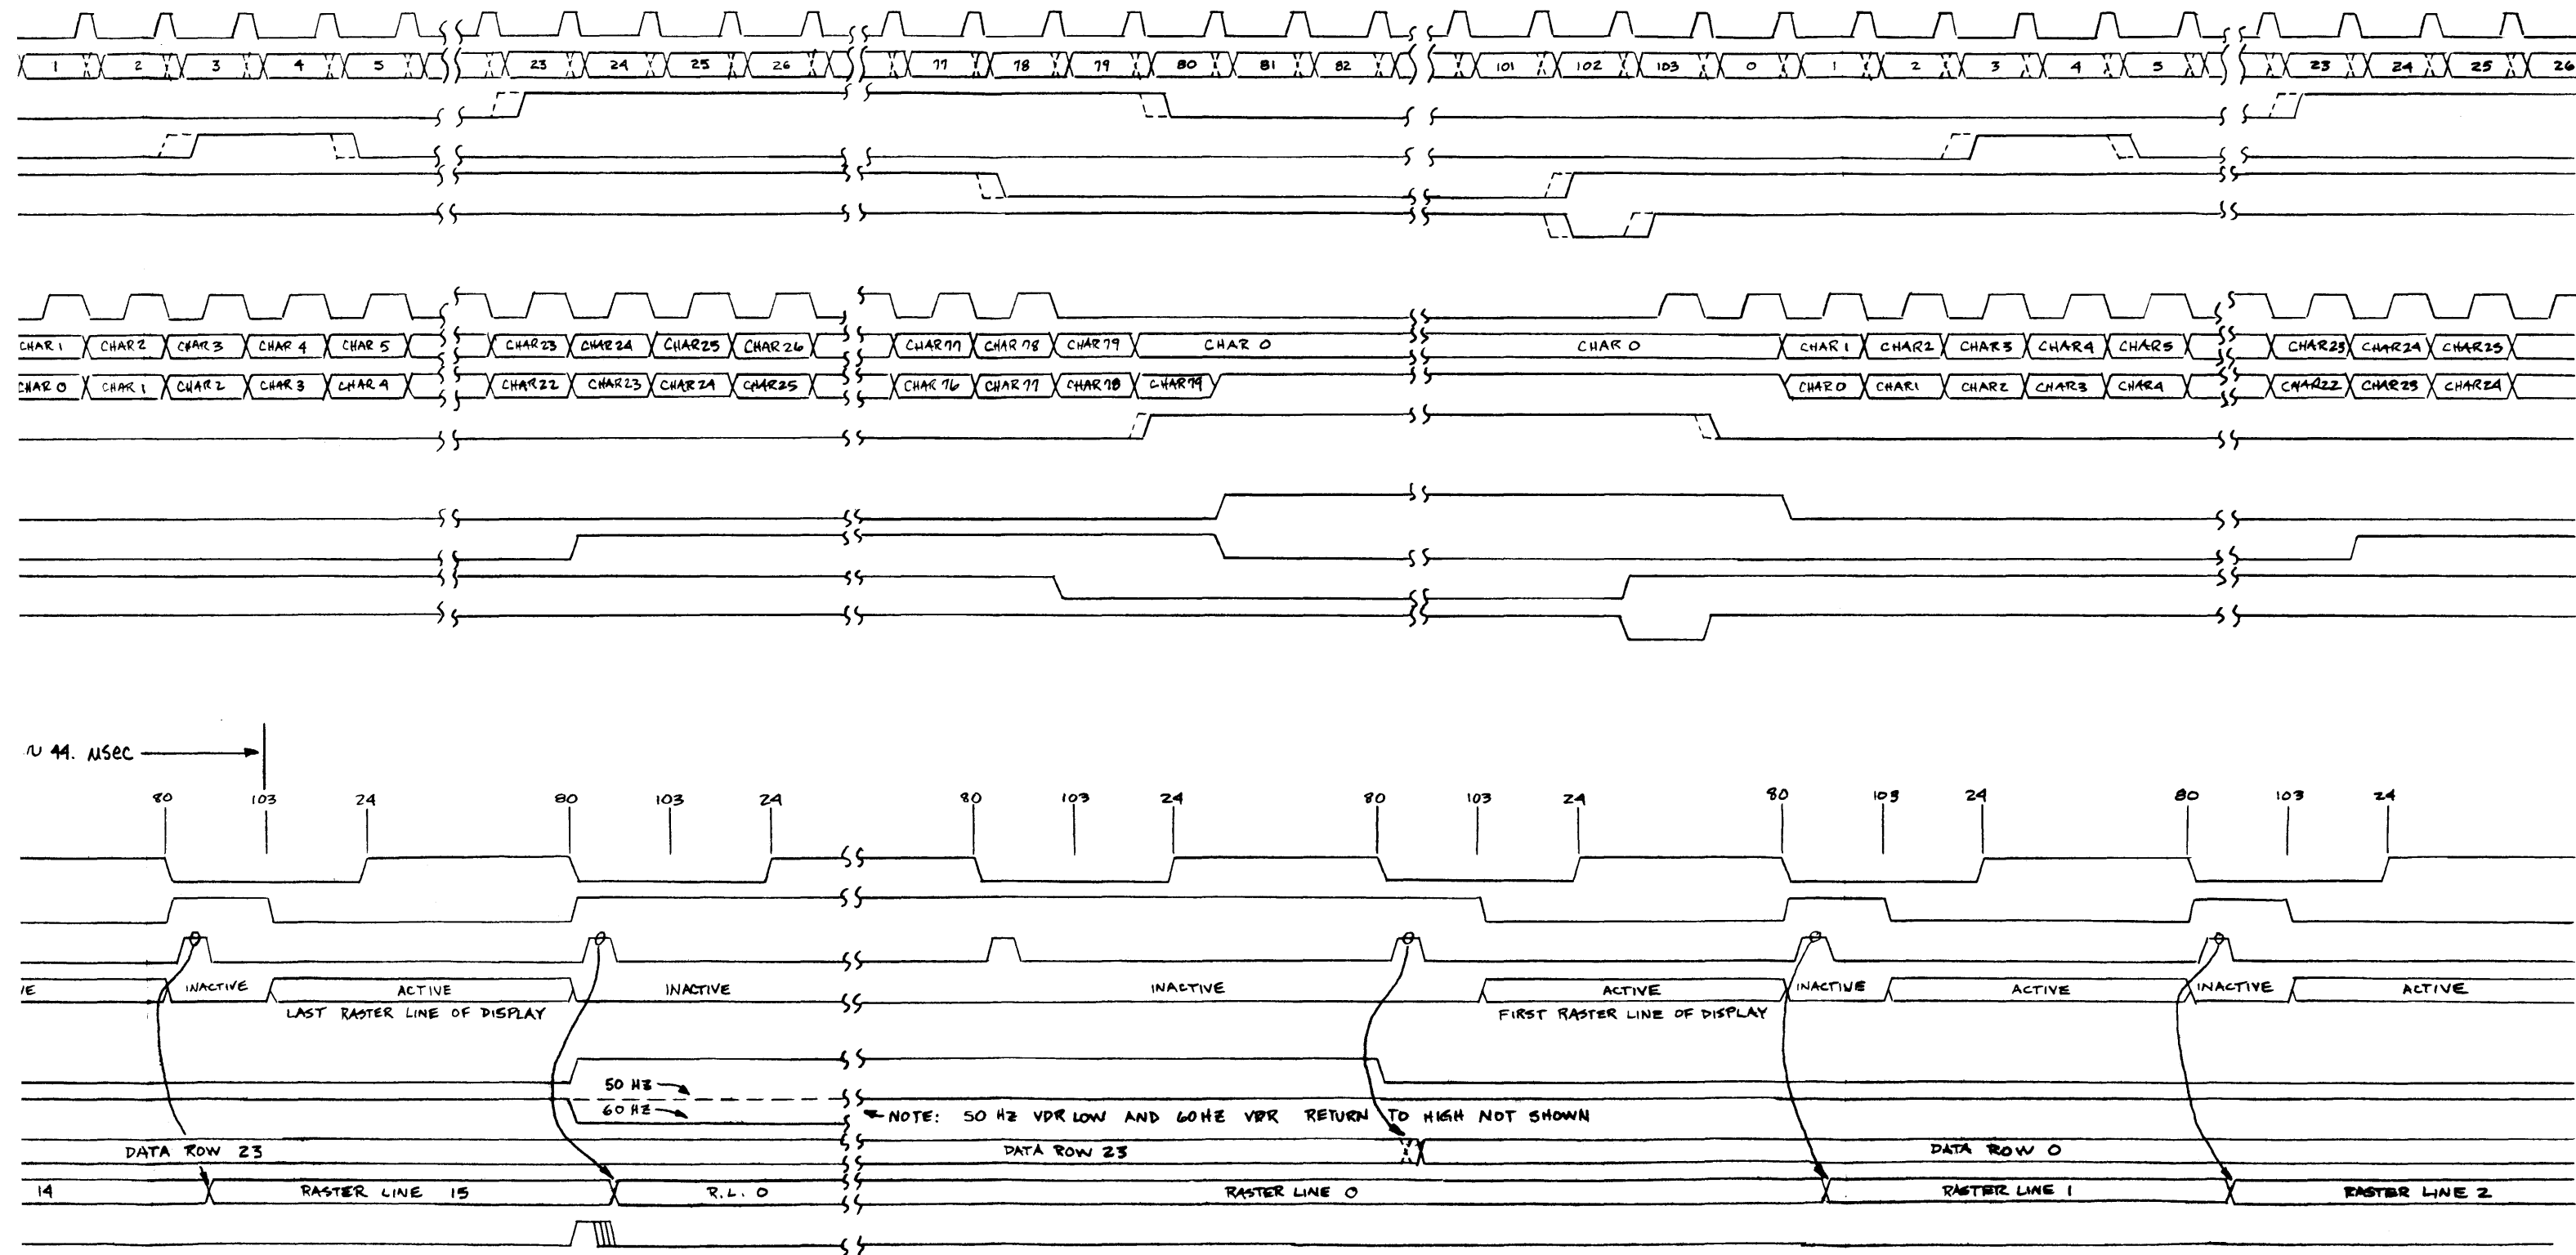 1 2 3 4 5 23 24 25 26 77 78 79 80 81 82 101 102 103 0 1 2 3 4 5 23 24 25 26
CHAR 1 CHAR 2 CHAR 3 CHAR 4 CHAR 5 CHAR 23 CHAR 24 CHAR 25 CHAR 26 CHAR 77 CHAR 78 CHAR 79 CHAR 0 CHAR 0 CHAR 1 CHAR 2 CHAR 3 CHAR 4 CHAR 5 CHAR 23 CHAR 24 CHAR 25
CHAR 0 CHAR 1 CHAR 2 CHAR 3 CHAR 4 CHAR 22 CHAR 23 CHAR 24 CHAR 25 CHAR 76 CHAR 77 CHAR 78 CHAR 79 CHAR 0 CHAR 1 CHAR 2 CHAR 3 CHAR 4 CHAR 22 CHAR 23 CHAR 24
~ 44. µsec
80 103 24 80 103 24 80 103 24 80 103 24 80 103 24 80 103 24
INACTIVE ACTIVE INACTIVE INACTIVE ACTIVE INACTIVE ACTIVE INACTIVE ACTIVE
LAST RASTER LINE OF DISPLAY FIRST RASTER LINE OF DISPLAY
50 HZ
60 HZ
NOTE: 50 HZ VDR LOW AND 60HZ VDR RETURN TO HIGH NOT SHOWN
DATA ROW 23 DATA ROW 23 DATA ROW 0
14 RASTER LINE 15 R.L. 0 RASTER LINE 0 RASTER LINE 1 RASTER LINE 2